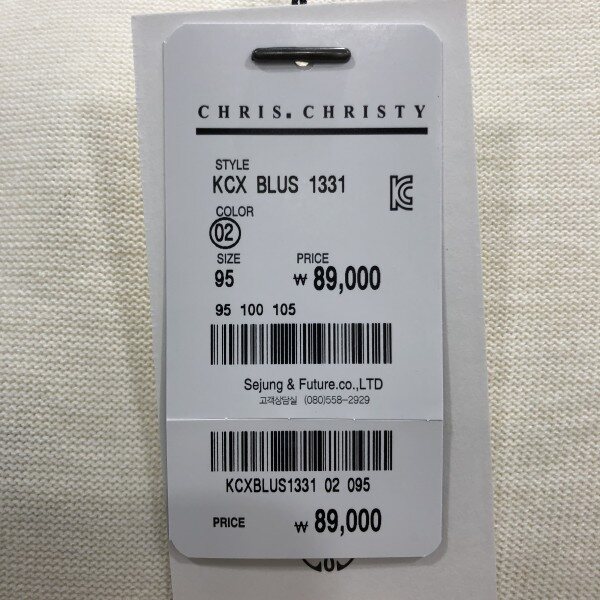 CHRIS.CHRISTY
STYLE
KCX BLUS 1331
COLOR
02
SIZE PRICE
95 ₩ 89,000
95 100 105
Sejung & Future.co.,LTD
고객상담실 (080)558-2929
KCXBLUS1331 02 095
PRICE ₩ 89,000